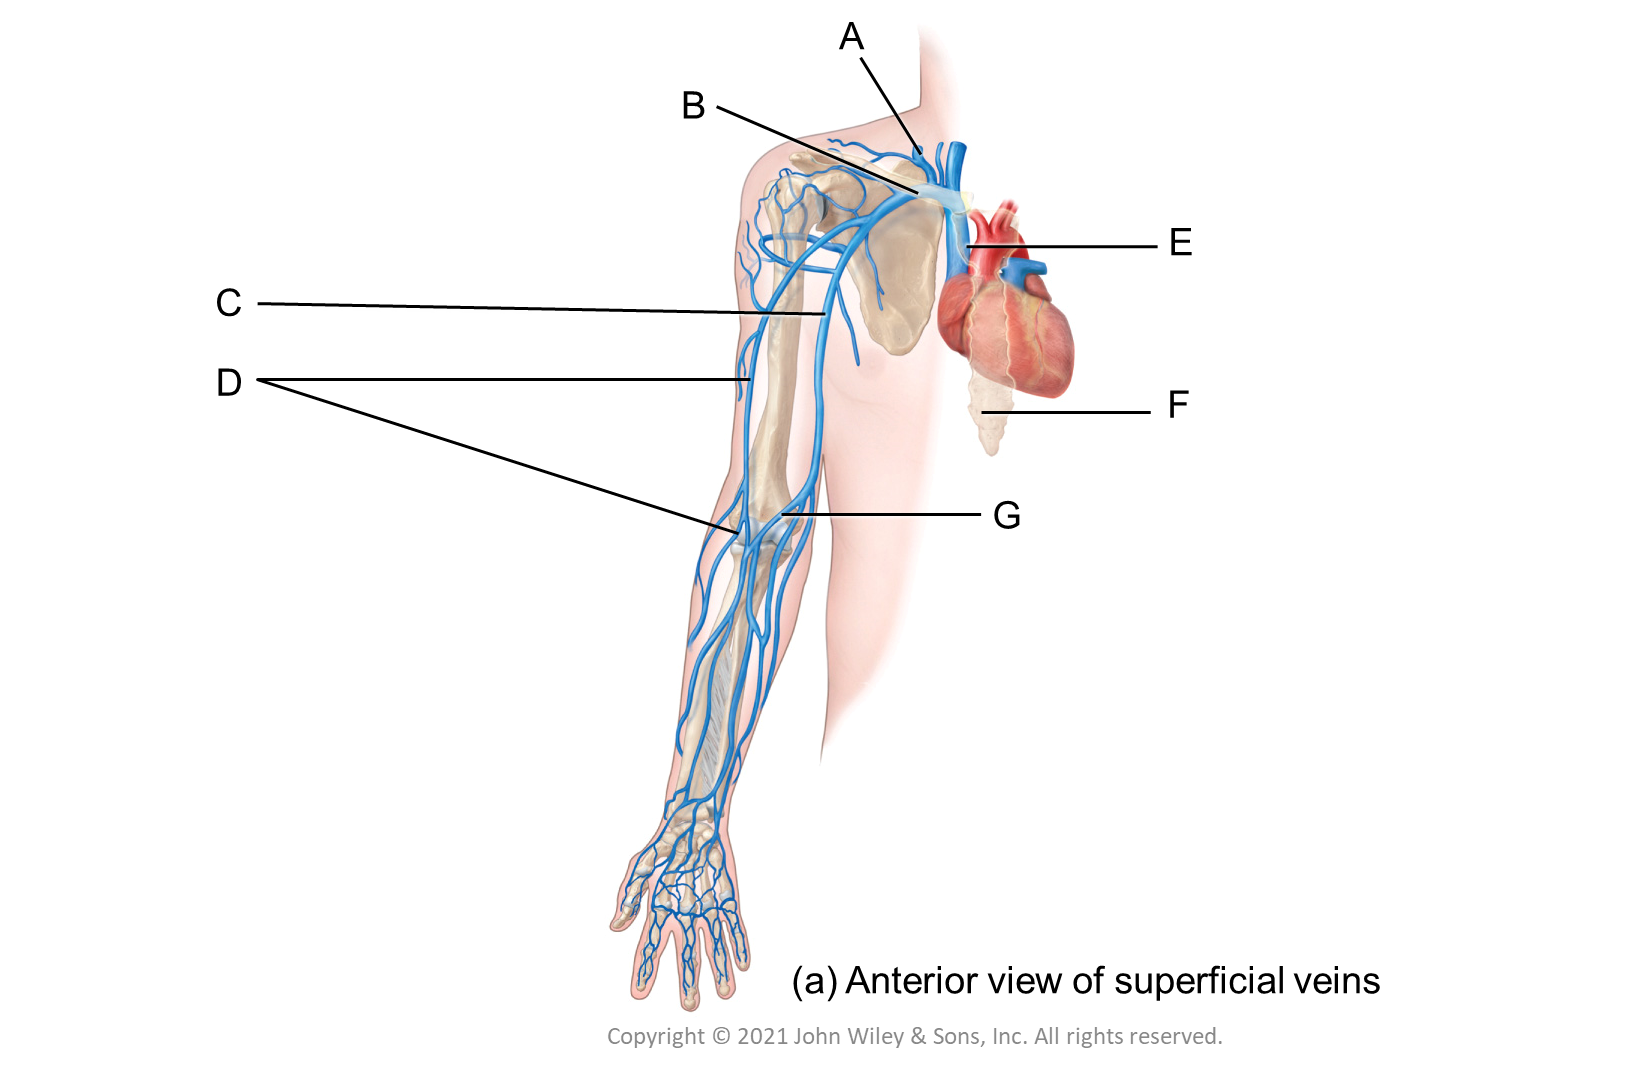 A
B
E
C
D
F
G
(a) Anterior view of superficial veins
Copyright © 2021 John Wiley & Sons, Inc. All rights reserved.